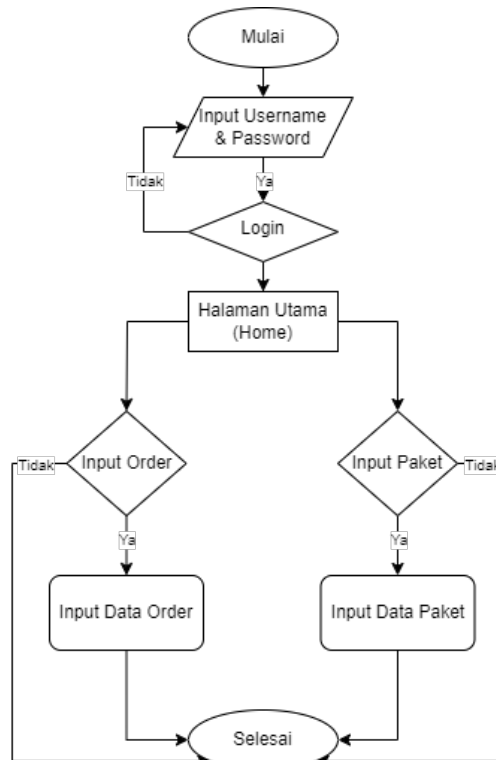 Mulai
Input Username
& Password
Tidak
Ya
Login
Halaman Utama
(Home)
Input Order
Input Paket
Tidak
Tidak
Ya
Ya
Input Data Order
Input Data Paket
Selesai